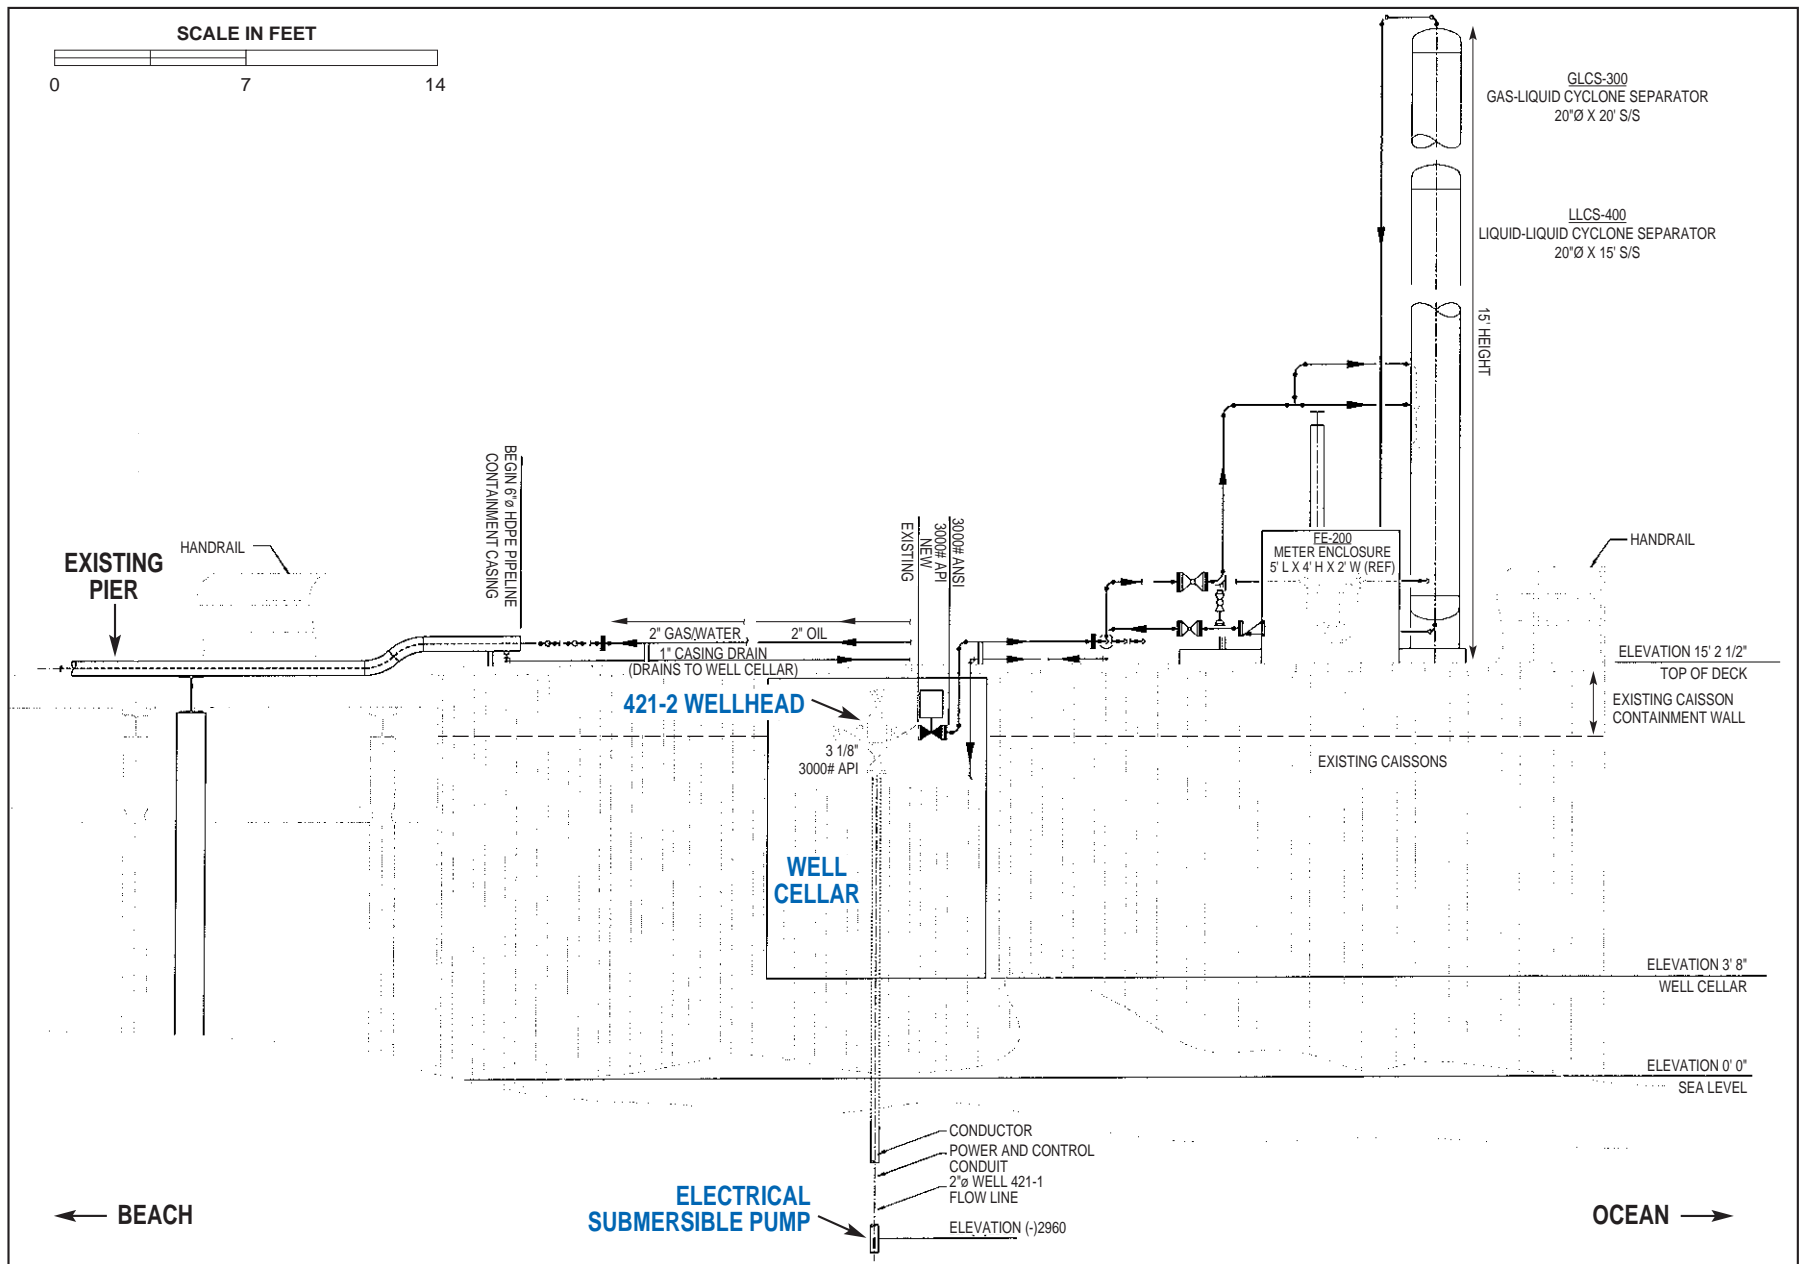 SCALE IN FEET
0 7 14
GLCS-300
GAS-LIQUID CYCLONE SEPARATOR
20"Ø X 20' S/S
LLCS-400
LIQUID-LIQUID CYCLONE SEPARATOR
20"Ø X 15' S/S
15' HEIGHT
BEGIN 6"ø HDPE PIPELINE
CONTAINMENT CASING
3000# ANSI
3000# API
NEW
EXISTING
HANDRAIL
EXISTING
PIER
FE-200
METER ENCLOSURE
5' L X 4' H X 2' W (REF)
HANDRAIL
2" GAS/WATER 2" OIL
1" CASING DRAIN
(DRAINS TO WELL CELLAR)
ELEVATION 15' 2 1/2"
TOP OF DECK
421-2 WELLHEAD
EXISTING CAISSON
CONTAINMENT WALL
3 1/8"
3000# API
EXISTING CAISSONS
WELL
CELLAR
ELEVATION 3' 8"
WELL CELLAR
ELEVATION 0' 0"
SEA LEVEL
CONDUCTOR
POWER AND CONTROL
CONDUIT
2"ø WELL 421-1
FLOW LINE
ELECTRICAL
SUBMERSIBLE PUMP
ELEVATION (-)2960
BEACH
OCEAN